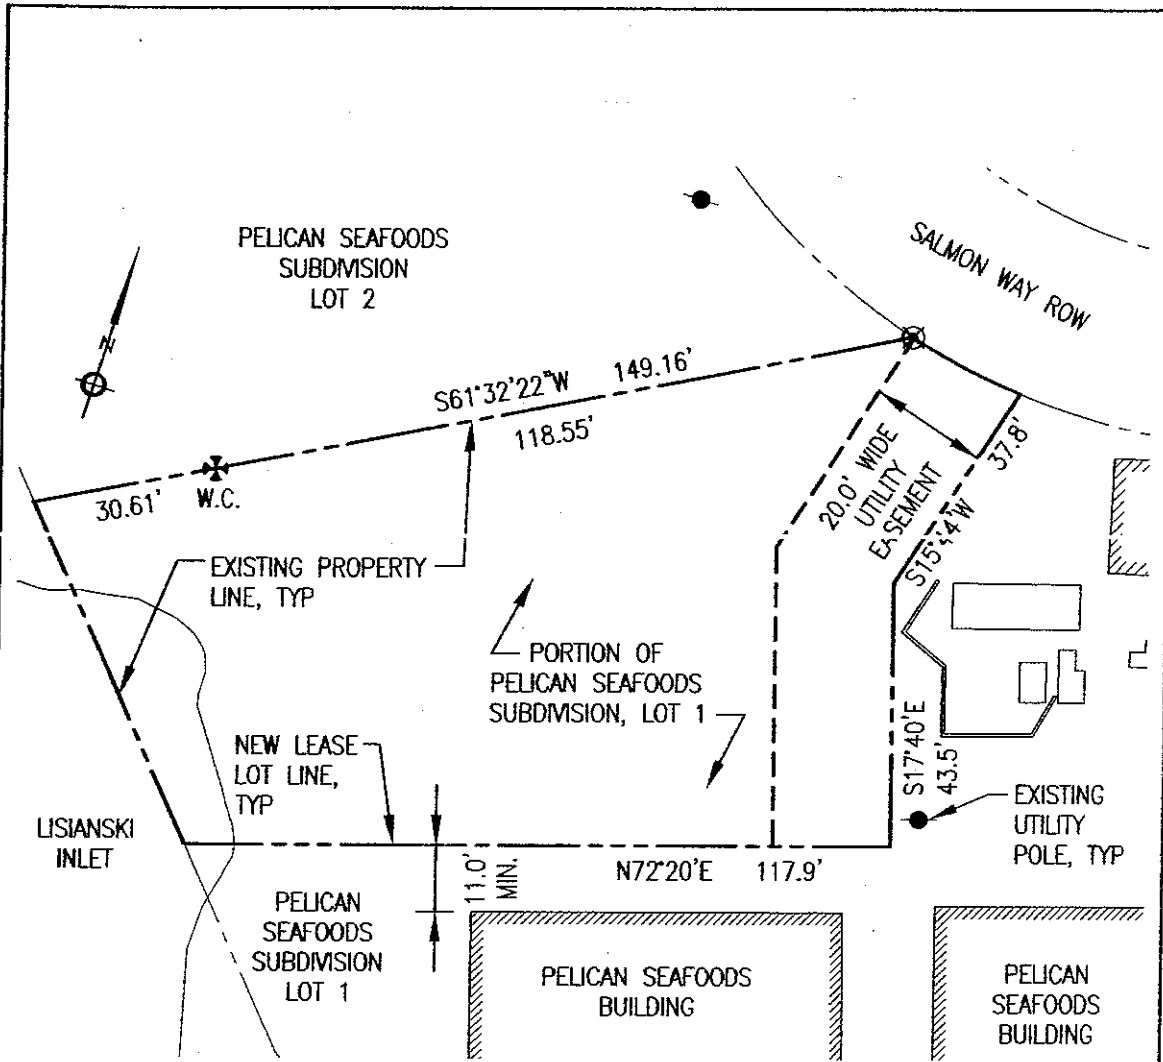 PELICAN SEAFOODS
SUBDIVISION
LOT 2
SALMON WAY ROW
N
S61°32'22"W 149.16'
118.55'
30.61'
W.C.
20.0' WIDE
UTILITY
EASEMENT
37.8'
S15°44'W
EXISTING PROPERTY
LINE, TYP
PORTION OF
PELICAN SEAFOODS
SUBDIVISION, LOT 1
NEW LEASE
LOT LINE,
TYP
S17°40'E
43.5'
EXISTING
UTILITY
POLE, TYP
LISIANSKI
INLET
11.0'
MIN.
N72°20'E 117.9'
PELICAN
SEAFOODS
SUBDIVISION
LOT 1
PELICAN SEAFOODS
BUILDING
PELICAN
SEAFOODS
BUILDING